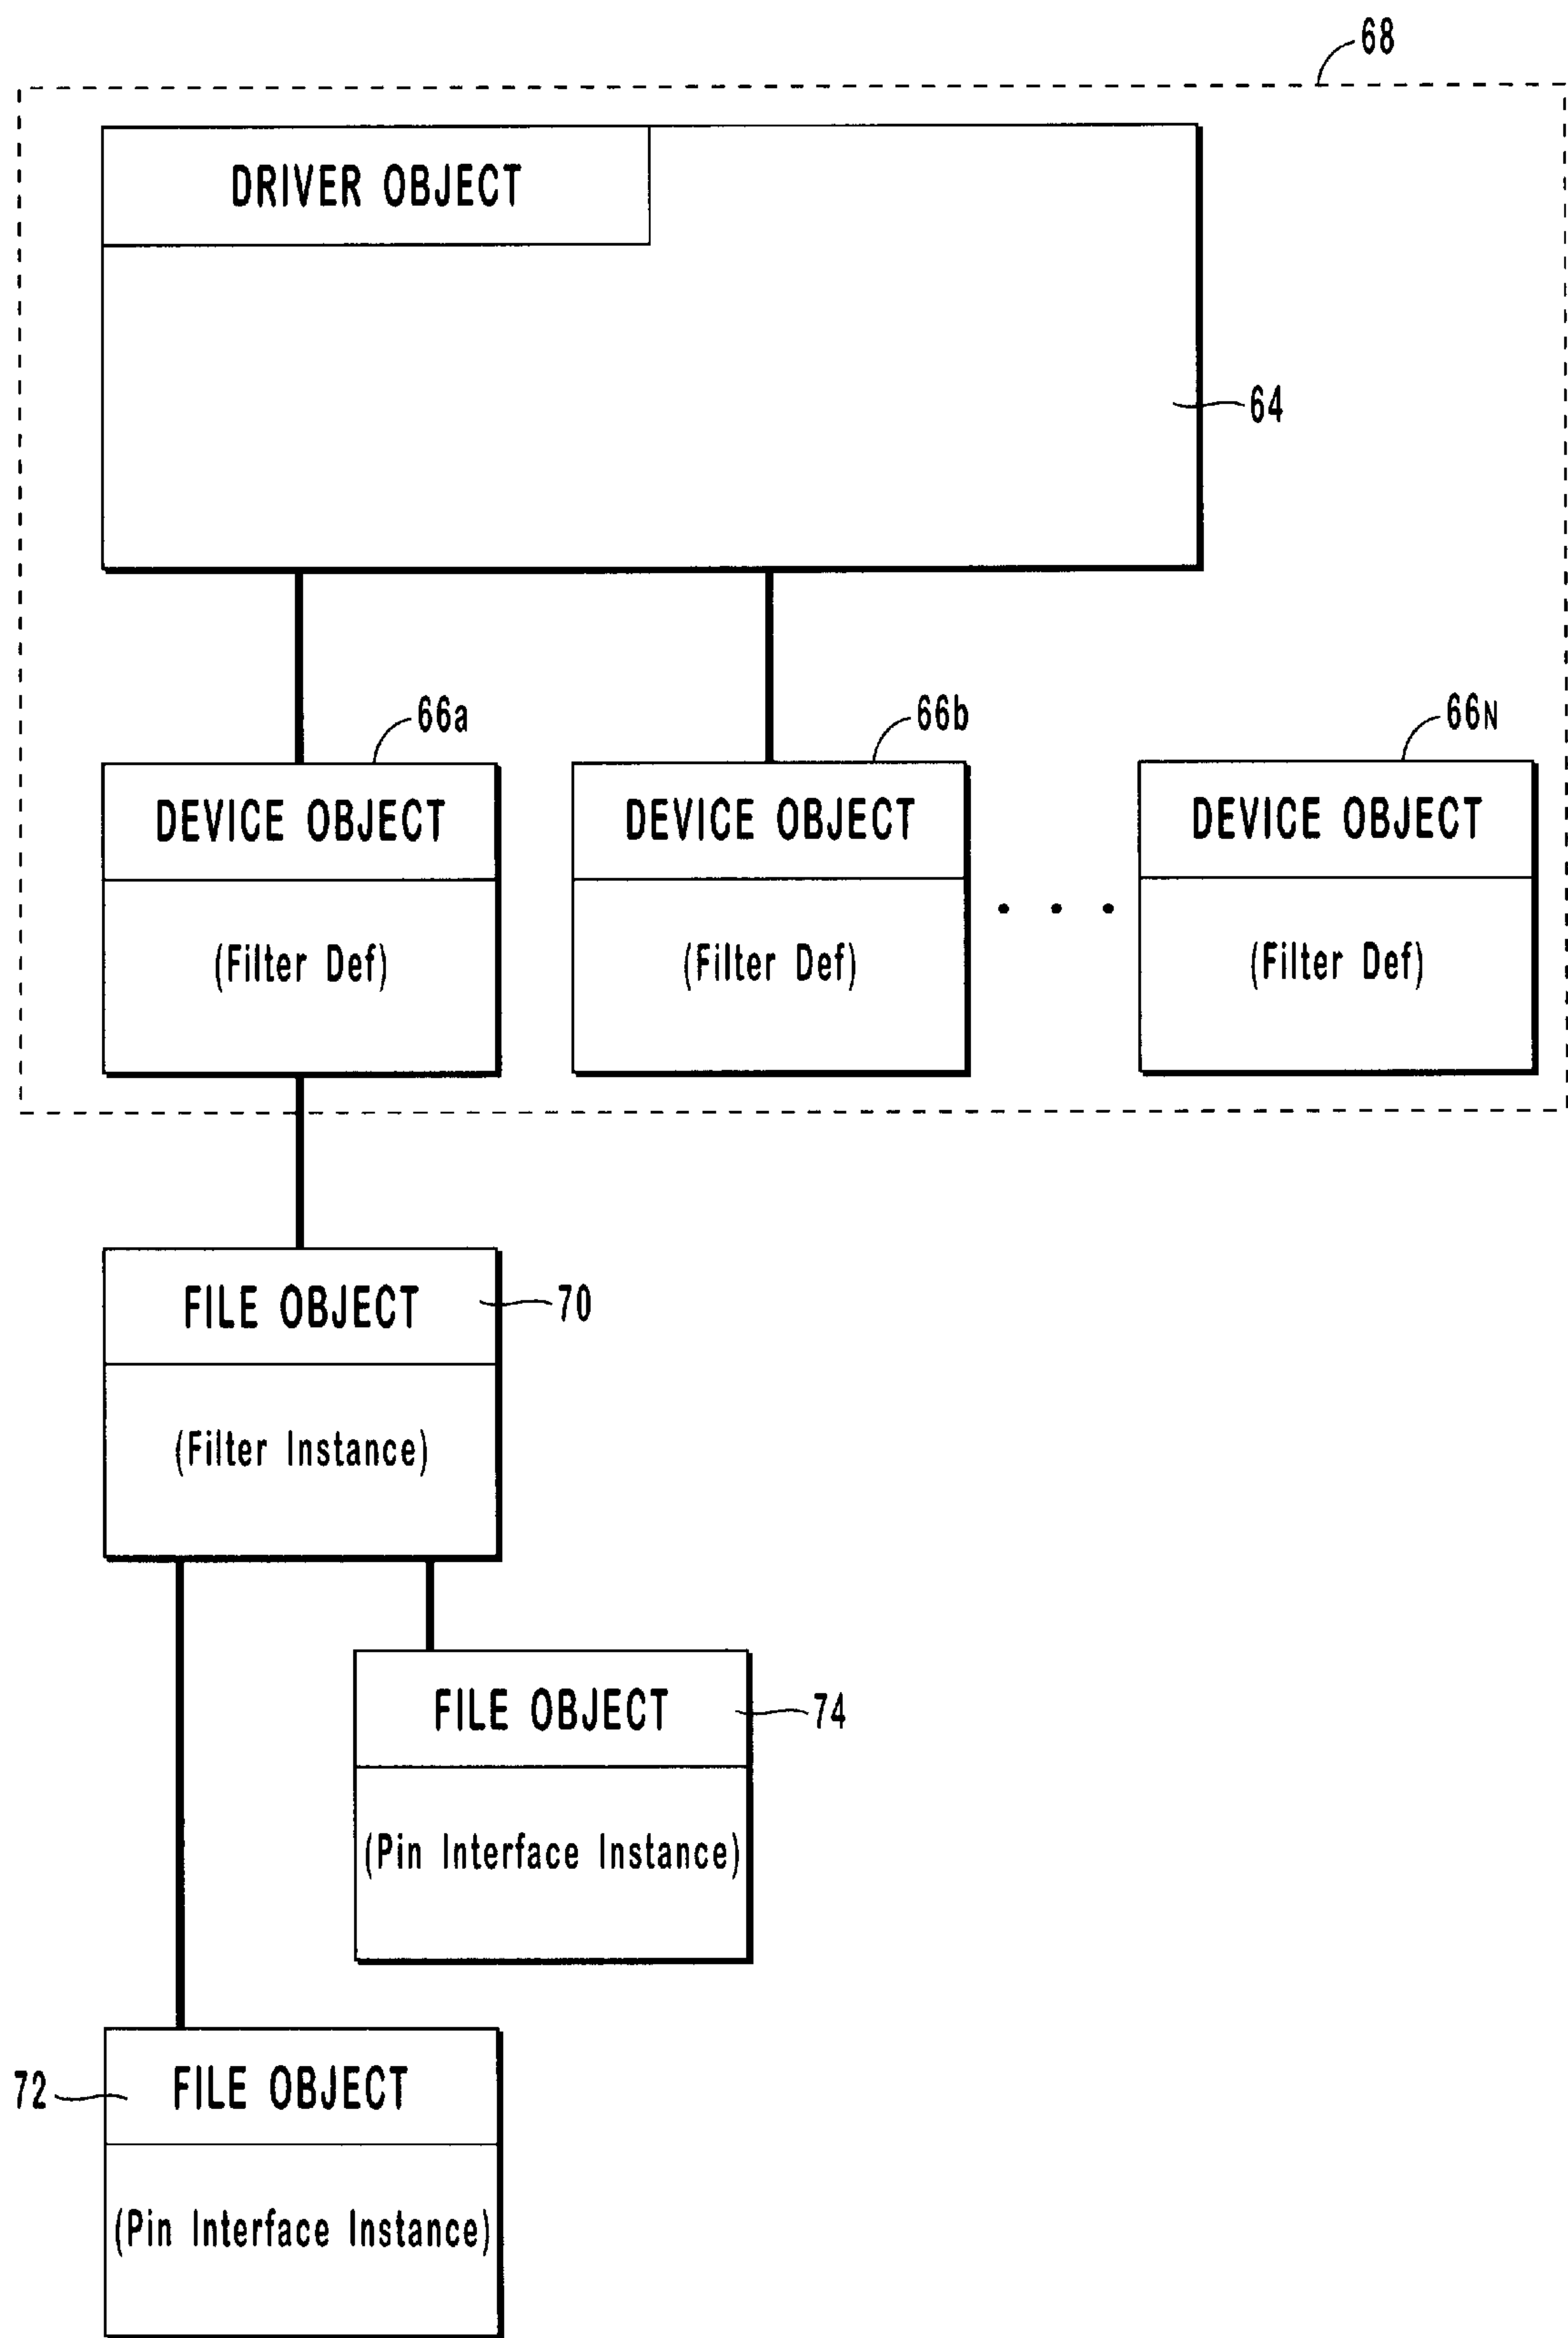 68
DRIVER OBJECT
64
66a
66b
66N
DEVICE OBJECT
DEVICE OBJECT
DEVICE OBJECT
(Filter Def)
(Filter Def)
(Filter Def)
FILE OBJECT
70
(Filter Instance)
FILE OBJECT
74
(Pin Interface Instance)
72
FILE OBJECT
(Pin Interface Instance)